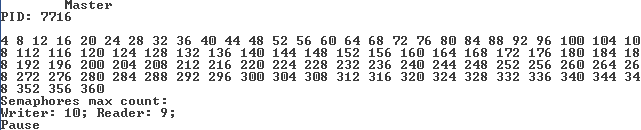 Master
PID: 7716
4 8 12 16 20 24 28 32 36 40 44 48 52 56 60 64 68 72 76 80 84 88 92 96 100 104 10
8 112 116 120 124 128 132 136 140 144 148 152 156 160 164 168 172 176 180 184 18
8 192 196 200 204 208 212 216 220 224 228 232 236 240 244 248 252 256 260 264 26
8 272 276 280 284 288 292 296 300 304 308 312 316 320 324 328 332 336 340 344 34
8 352 356 360
Semaphores max count:
Writer: 10; Reader: 9;
Pause